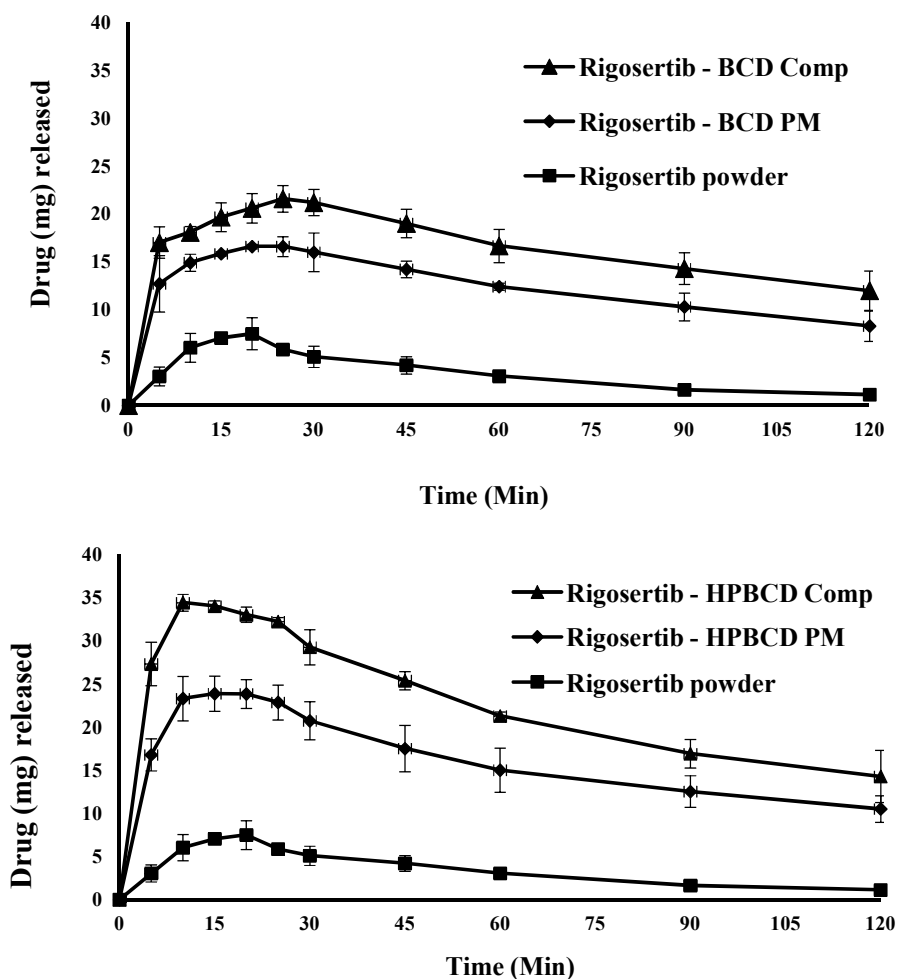 40
35
30
25
20
15
10
5
0
Drug (mg) released
Rigosertib - BCD Comp
Rigosertib - BCD PM
Rigosertib powder
0 15 30 45 60 75 90 105 120
Time (Min)
40
35
30
25
20
15
10
5
0
Drug (mg) released
Rigosertib - HPBCD Comp
Rigosertib - HPBCD PM
Rigosertib powder
0 15 30 45 60 75 90 105 120
Time (Min)